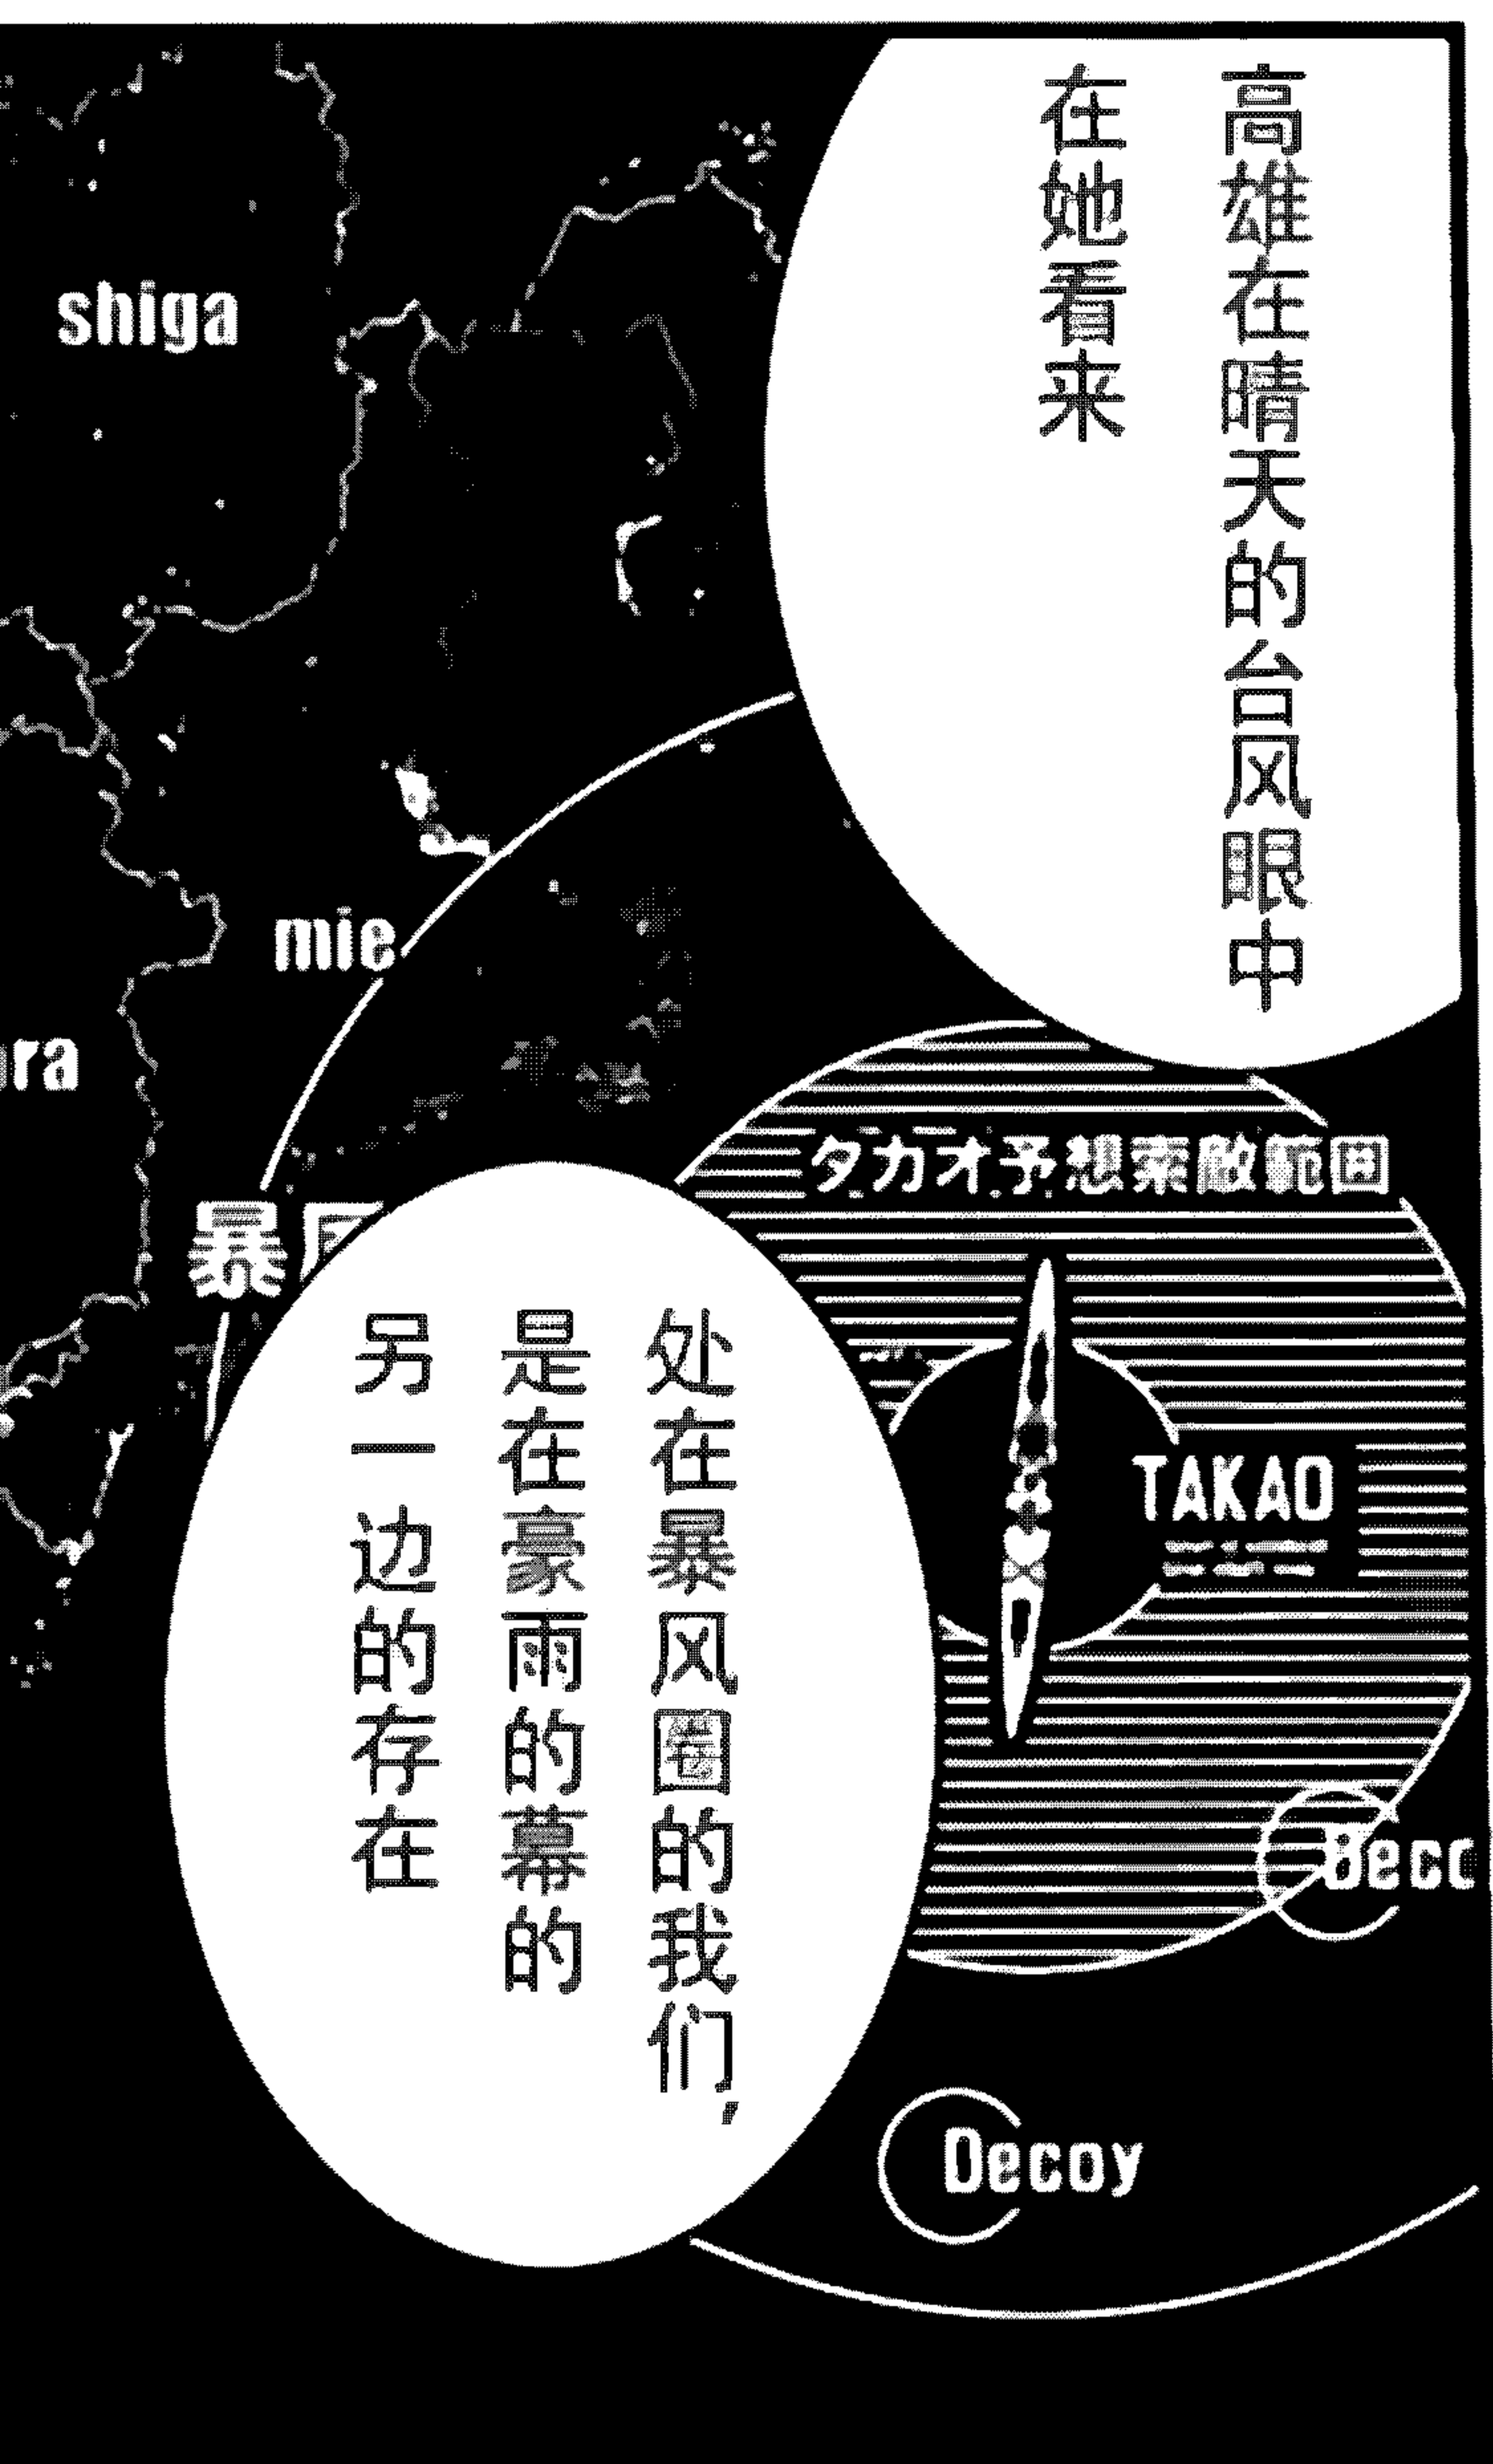 高雄在晴天的台风眼中
在她看来
shiga
mie
ra
タカオ予想索敵範囲
暴
处在暴风圈的我们,
是在豪雨的幕的
另一边的存在
TAKAO
Deco
Decoy